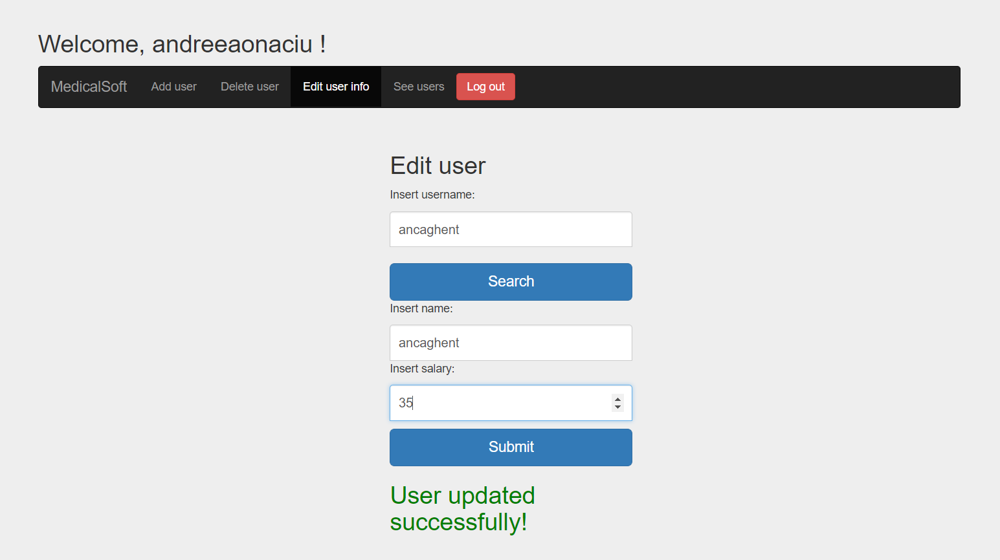 Welcome, andreeaonaciu !
MedicalSoft Add user Delete user Edit user info See users Log out
Edit user
Insert username:
ancaghent
Search
Insert name:
ancaghent
Insert salary:
35
Submit
User updated
successfully!